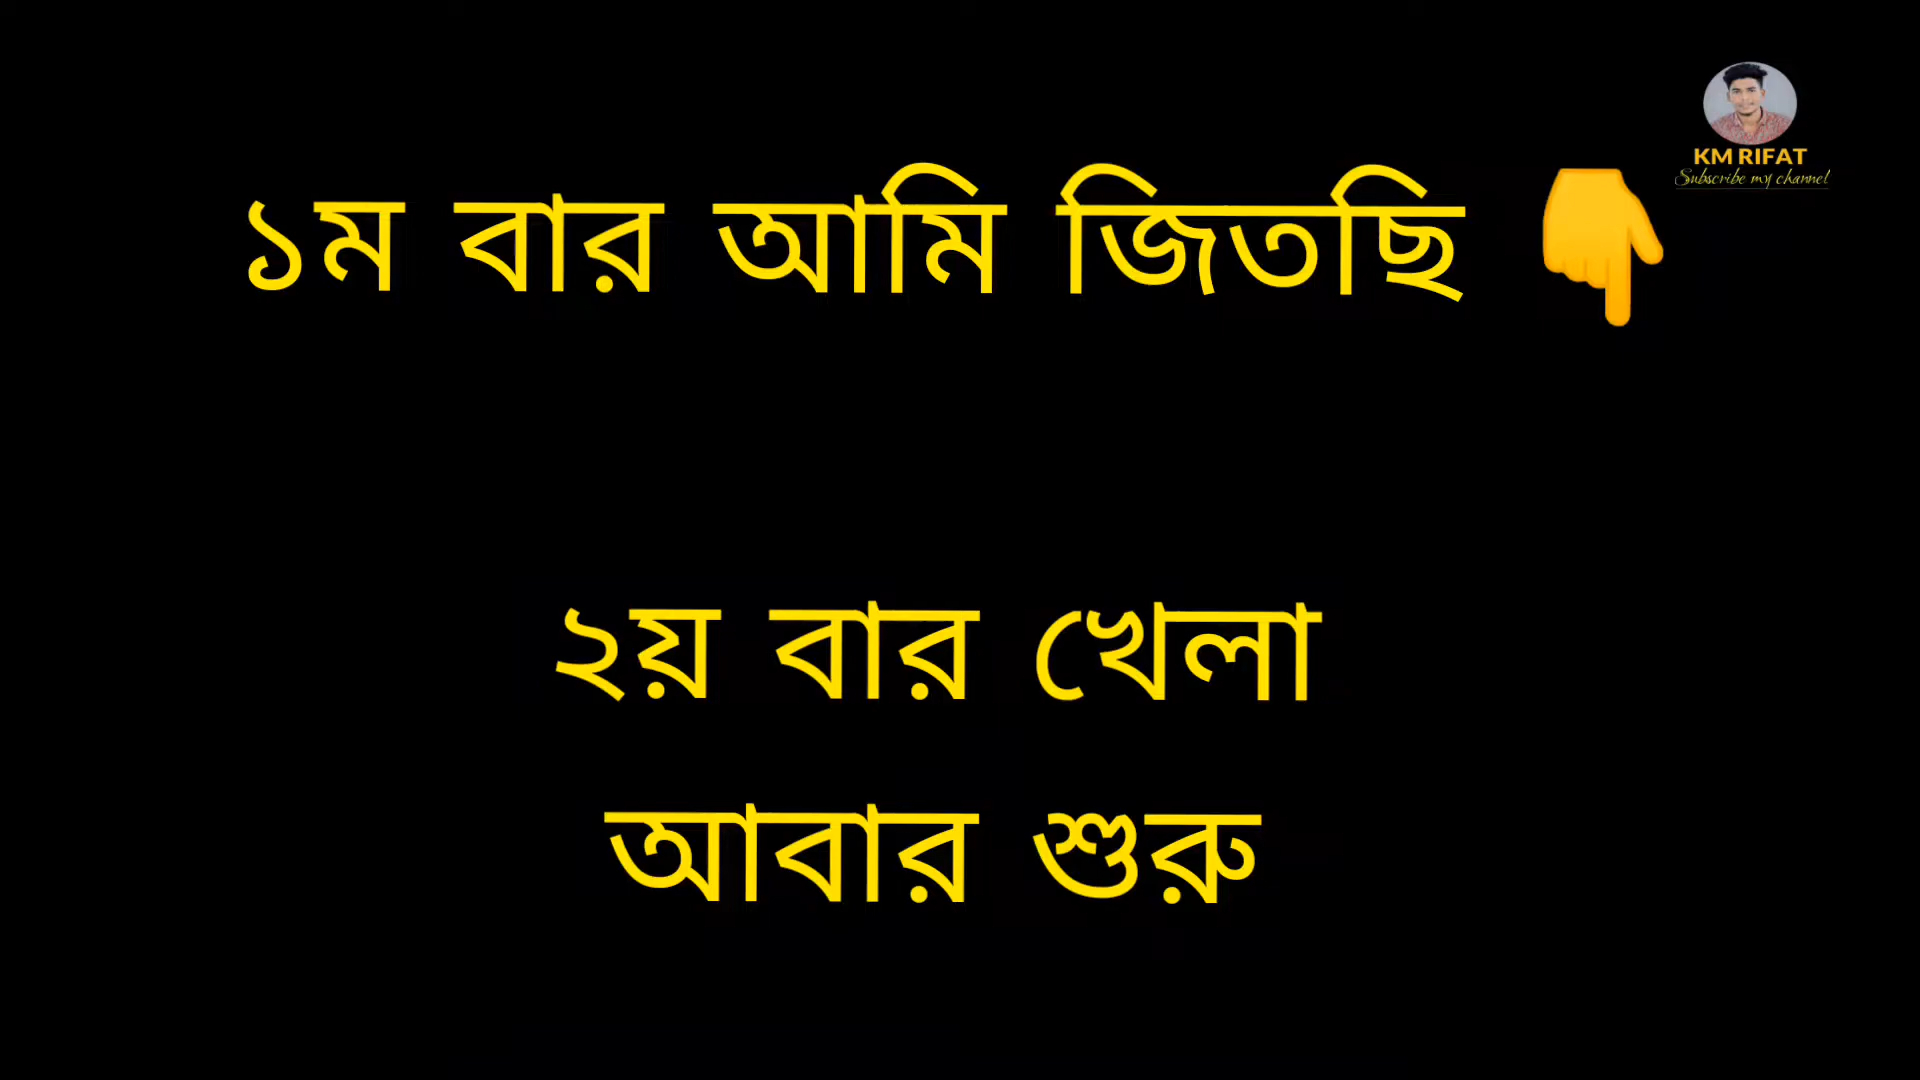 KM RIFAT
Subscribe my channel
১ম বার আমি জিতছি 👇
২য় বার খেলা
আবার শুরু